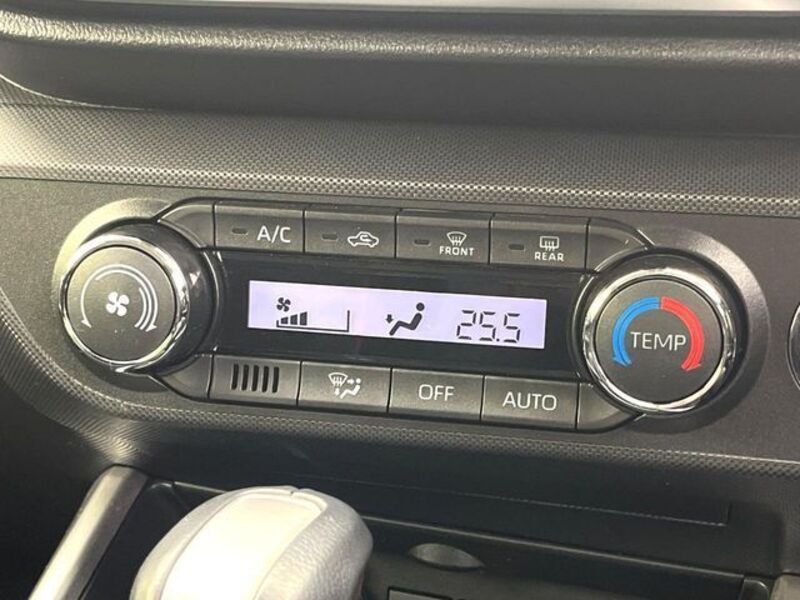 A/C
FRONT
REAR
25.5
TEMP
OFF
AUTO